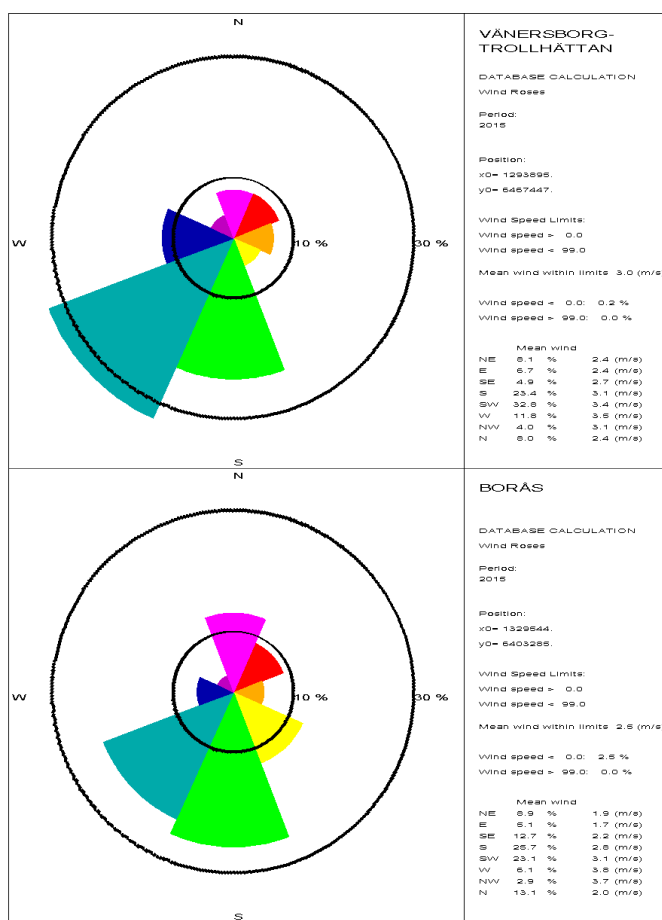 N
W
10 %
30 %
S
VÄNERSBORG-
TROLLHÄTTAN
DATABASE CALCULATION
Wind Roses
Period:
2015
Position:
x0= 1293895.
y0= 6467447.
Wind Speed Limits:
Wind speed > 0.0
Wind speed < 99.0
Mean wind within limits 3.0 (m/s)
Wind speed < 0.0: 0.2 %
Wind speed > 99.0: 0.0 %
Mean wind
NE 8.1 % 2.4 (m/s)
E 6.7 % 2.4 (m/s)
SE 4.9 % 2.7 (m/s)
S 23.4 % 3.1 (m/s)
SW 32.8 % 3.4 (m/s)
W 11.8 % 3.5 (m/s)
NW 4.0 % 3.1 (m/s)
N 8.0 % 2.4 (m/s)
N
W
10 %
30 %
S
BORÅS
DATABASE CALCULATION
Wind Roses
Period:
2015
Position:
x0= 1329544.
y0= 6403285.
Wind Speed Limits:
Wind speed > 0.0
Wind speed < 99.0
Mean wind within limits 2.6 (m/s
Wind speed < 0.0: 2.5 %
Wind speed > 99.0: 0.0 %
Mean wind
NE 8.9 % 1.9 (m/s)
E 5.1 % 1.7 (m/s)
SE 12.7 % 2.2 (m/s)
S 25.7 % 2.8 (m/s)
SW 23.1 % 3.1 (m/s)
W 6.1 % 3.8 (m/s)
NW 2.9 % 3.7 (m/s)
N 13.1 % 2.0 (m/s)